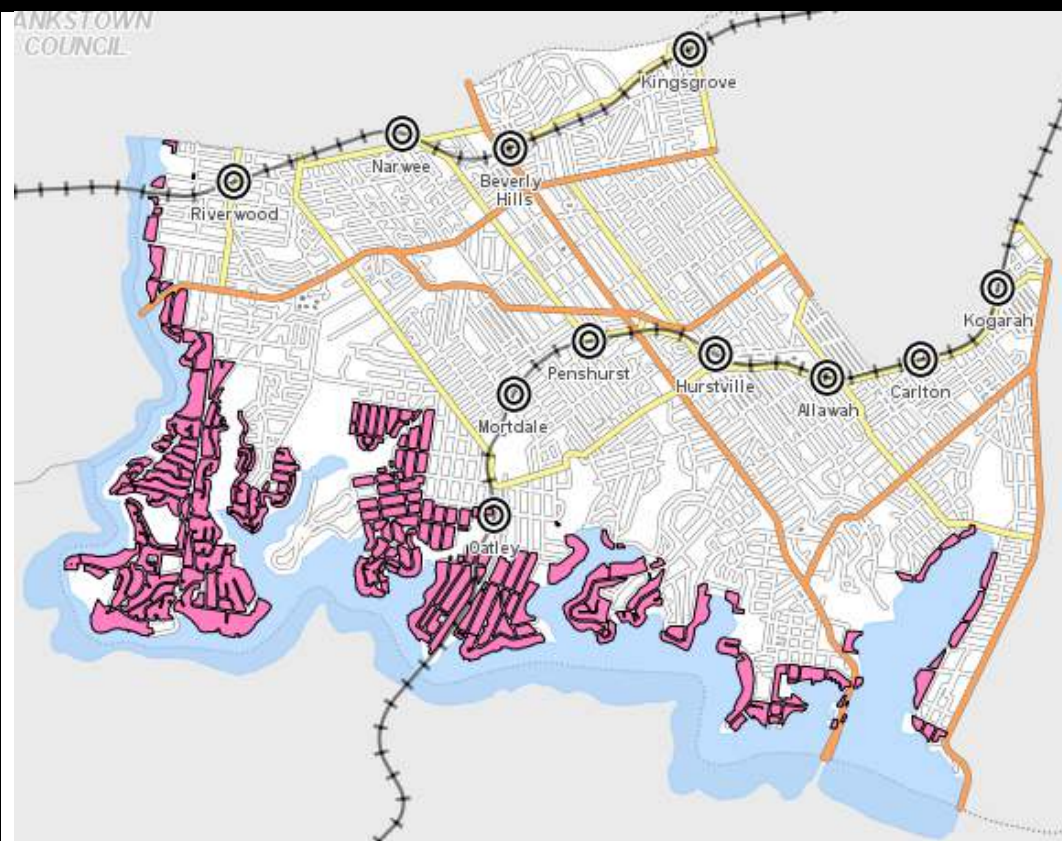 ANKSTOWN
COUNCIL
Kingsgrove
Narwee
Beverly
Hills
Riverwood
Kogarah
Penshurst
Hurstville
Carlton
Allawah
Mortdale
Oatley